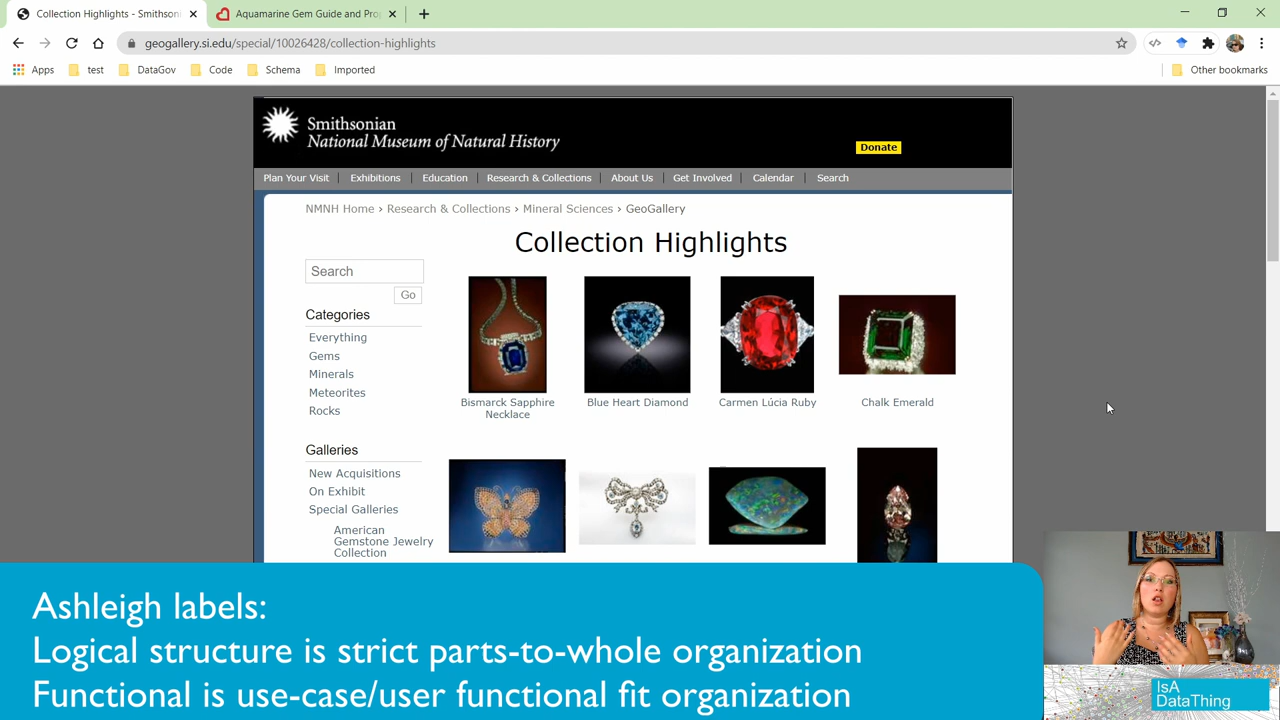 Collection Highlights - Smithsoni
Aquamarine Gem Guide and Pro
geogallery.si.edu/special/10026428/collection-highlights
Apps
test
DataGov
Code
Schema
Imported
Other bookmarks
Smithsonian
National Museum of Natural History
Donate
Plan Your Visit | Exhibitions | Education | Research & Collections | About Us | Get Involved | Calendar | Search
NMNH Home › Research & Collections › Mineral Sciences › GeoGallery
Collection Highlights
Search
Go
Categories
Everything
Gems
Minerals
Meteorites
Rocks
Galleries
New Acquisitions
On Exhibit
Special Galleries
American
Gemstone Jewelry
Collection
Bismarck Sapphire
Necklace
Blue Heart Diamond
Carmen Lúcia Ruby
Chalk Emerald
Ashleigh labels:
Logical structure is strict parts-to-whole organization
Functional is use-case/user functional fit organization
IsA
DataThing